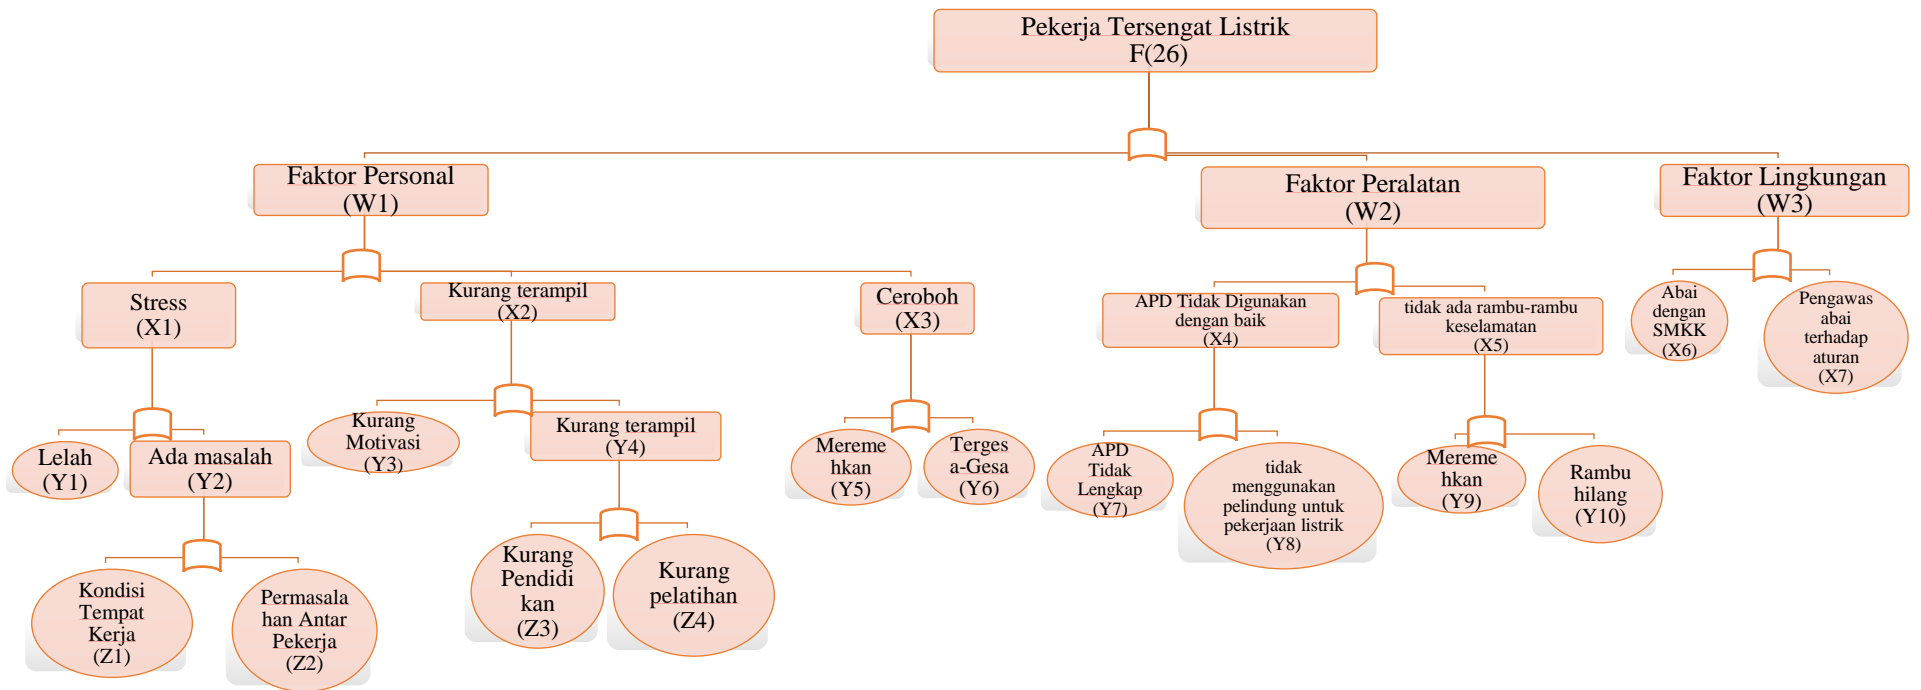 Pekerja Tersengat Listrik
F(26)
Faktor Personal
(W1)
Faktor Peralatan
(W2)
Faktor Lingkungan
(W3)
Stress
(X1)
Kurang terampil
(X2)
Ceroboh
(X3)
APD Tidak Digunakan
dengan baik
(X4)
tidak ada rambu-rambu
keselamatan
(X5)
Abai
dengan
SMKK
(X6)
Pengawas
abai
terhadap
aturan
(X7)
Lelah
(Y1)
Ada masalah
(Y2)
Kurang
Motivasi
(Y3)
Kurang terampil
(Y4)
Mereme
hkan
(Y5)
Terges
a-Gesa
(Y6)
APD
Tidak
Lengkap
(Y7)
tidak
menggunakan
pelindung untuk
pekerjaan listrik
(Y8)
Mereme
hkan
(Y9)
Rambu
hilang
(Y10)
Kondisi
Tempat
Kerja
(Z1)
Permasala
han Antar
Pekerja
(Z2)
Kurang
Pendidi
kan
(Z3)
Kurang
pelatihan
(Z4)